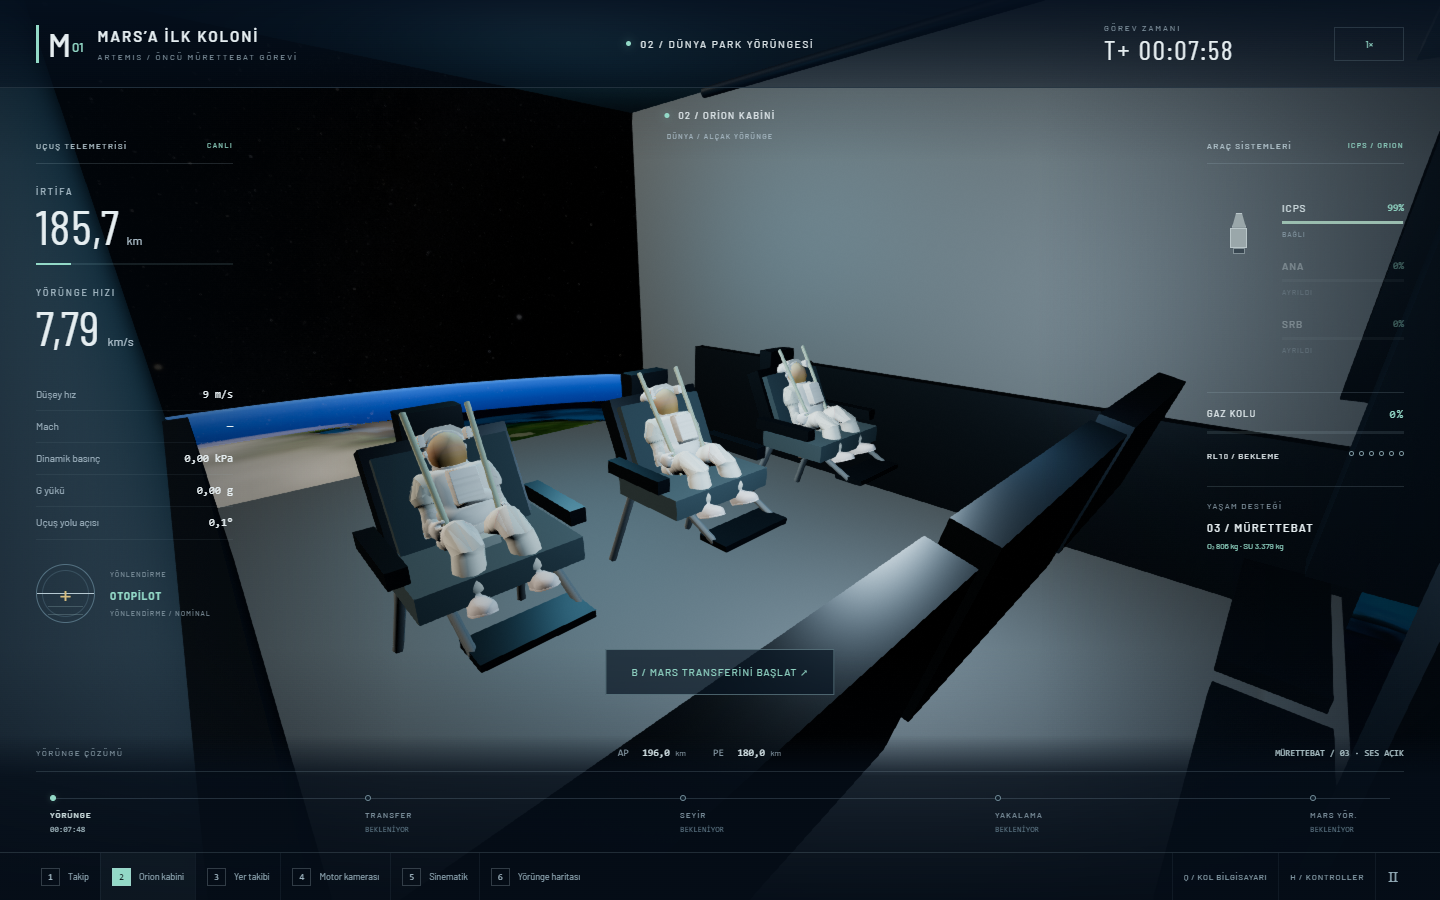 M01
MARS'A İLK KOLONİ
ARTEMIS / ÖNCÜ MÜRETTEBAT GÖREVİ
02 / DÜNYA PARK YÖRÜNGESİ
GÖREV ZAMANI
T+ 00:07:58
1×
02 / ORİON KABİNİ
DÜNYA / ALÇAK YÖRÜNGE
UÇUŞ TELEMETRİSİ
CANLI
İRTİFA
185,7 km
YÖRÜNGE HIZI
7,79 km/s
Düşey hız 9 m/s
Mach —
Dinamik basınç 0,00 kPa
G yükü 0,00 g
Uçuş yolu açısı 0,1°
YÖNLENDİRME
OTOPİLOT
YÖNLENDİRME / NOMİNAL
ARAÇ SİSTEMLERİ
ICPS / ORION
ICPS 99%
BAĞLI
ANA 0%
AYRILDI
SRB 0%
AYRILDI
GAZ KOLU 0%
RL10 / BEKLEME
YAŞAM DESTEĞİ
03 / MÜRETTEBAT
O₂ 806 kg · SU 3.379 kg
B / MARS TRANSFERİNİ BAŞLAT ↗
YÖRÜNGE ÇÖZÜMÜ
AP 196,0 km PE 180,0 km
MÜRETTEBAT / 03 · SES AÇIK
YÖRÜNGE
00:07:48
TRANSFER
BEKLENİYOR
SEYİR
BEKLENİYOR
YAKALAMA
BEKLENİYOR
MARS YÖR.
BEKLENİYOR
1 Takip
2 Orion kabini
3 Yer takibi
4 Motor kamerası
5 Sinematik
6 Yörünge haritası
Q / KOL BİLGİSAYARI
H / KONTROLLER
II